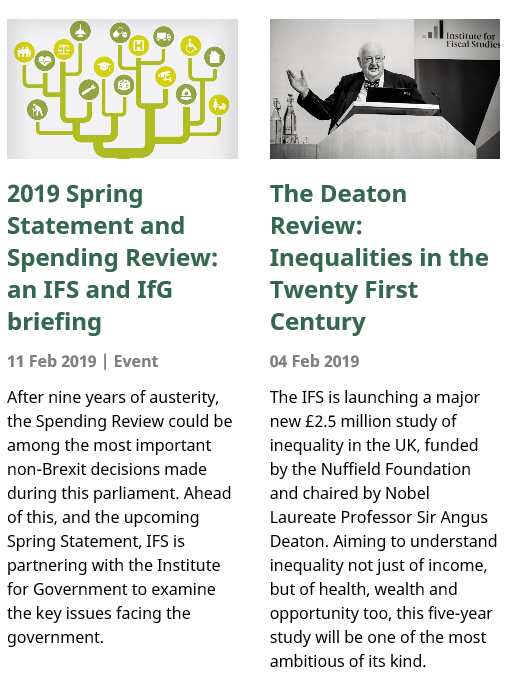 Institute for
Fiscal Studies
2019 Spring
Statement and
Spending Review:
an IFS and IfG
briefing
11 Feb 2019 | Event
After nine years of austerity,
the Spending Review could be
among the most important
non-Brexit decisions made
during this parliament. Ahead
of this, and the upcoming
Spring Statement, IFS is
partnering with the Institute
for Government to examine
the key issues facing the
government.
The Deaton
Review:
Inequalities in the
Twenty First
Century
04 Feb 2019
The IFS is launching a major
new £2.5 million study of
inequality in the UK, funded
by the Nuffield Foundation
and chaired by Nobel
Laureate Professor Sir Angus
Deaton. Aiming to understand
inequality not just of income,
but of health, wealth and
opportunity too, this five-year
study will be one of the most
ambitious of its kind.